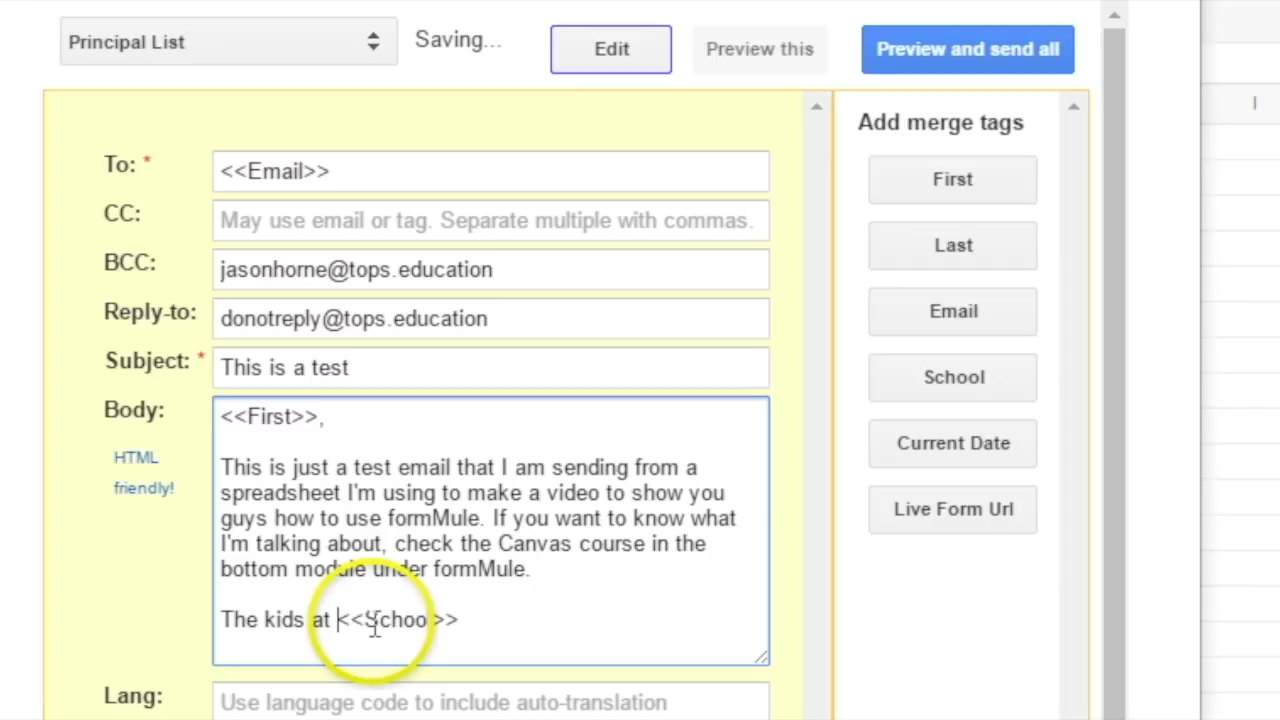 Principal List
Saving...
Edit
Preview this
Preview and send all
I
To: *
<<Email>>
CC:
May use email or tag. Separate multiple with commas.
BCC:
jasonhorne@tops.education
Reply-to:
donotreply@tops.education
Subject: *
This is a test
Body:
HTML
friendly!
<<First>>,
This is just a test email that I am sending from a
spreadsheet I'm using to make a video to show you
guys how to use formMule. If you want to know what
I'm talking about, check the Canvas course in the
bottom module under formMule.
The kids at <<School>>
Lang:
Use language code to include auto-translation
Add merge tags
First
Last
Email
School
Current Date
Live Form Url